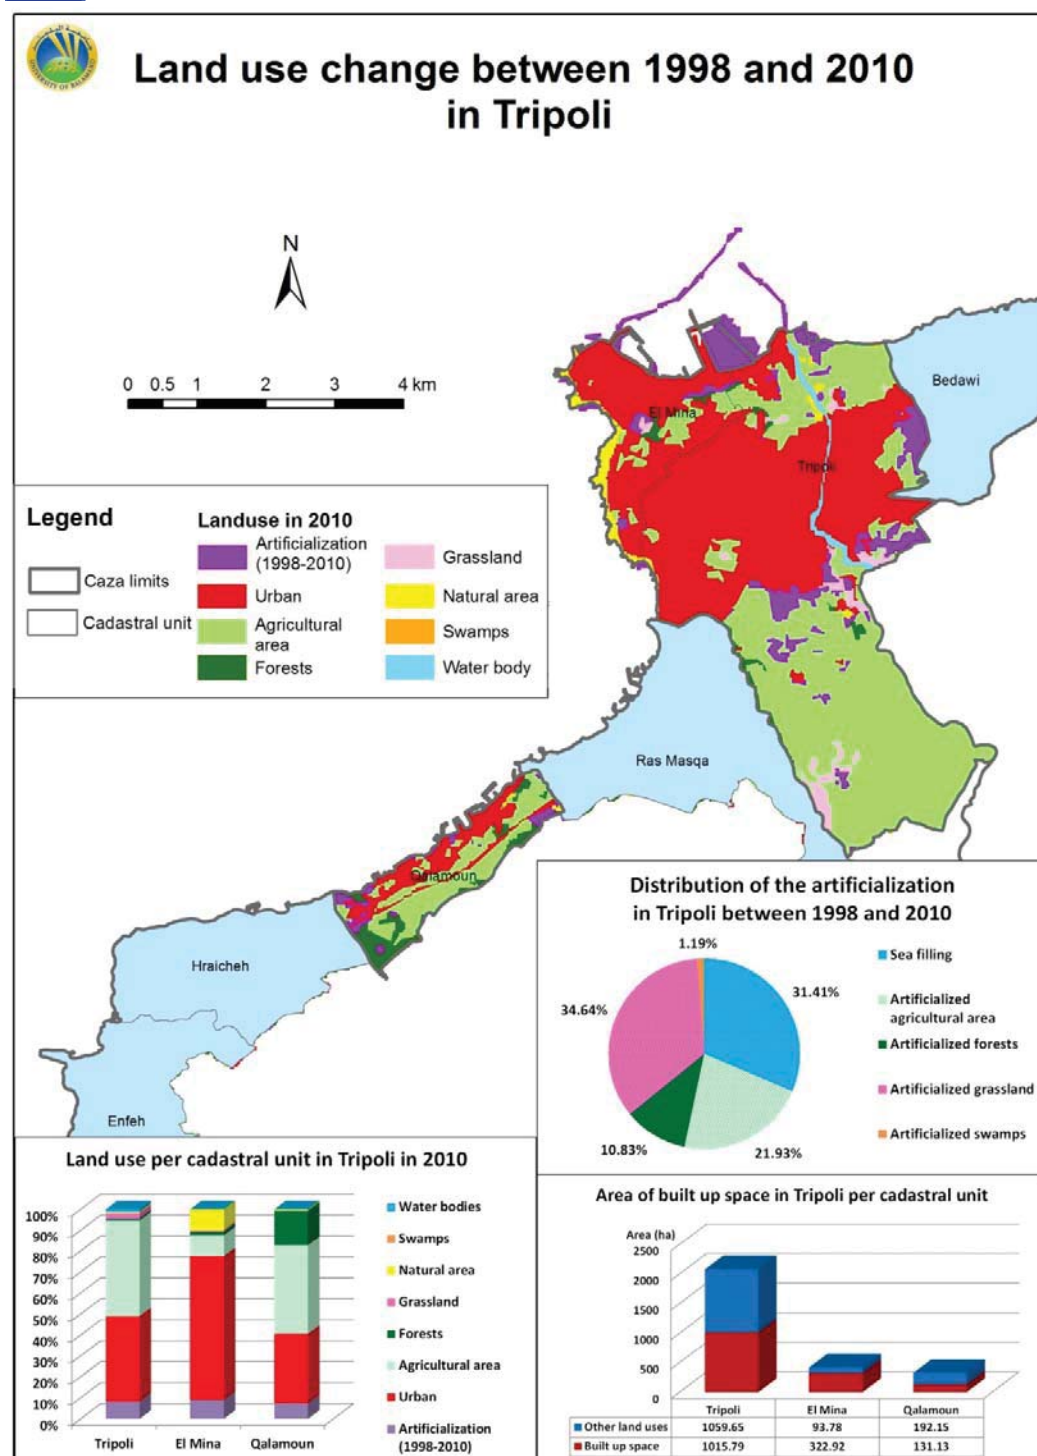 Land use change between 1998 and 2010
in Tripoli
N
0 0.5 1 2 3 4 km
Bedawi
El Mina
Tripoli
Legend
Caza limits
Cadastral unit
Landuse in 2010
Artificialization
(1998-2010)
Urban
Agricultural
area
Forests
Grassland
Natural area
Swamps
Water body
Ras Masqa
Qalamoun
Hraicheh
Enfeh
Distribution of the artificialization
in Tripoli between 1998 and 2010
1.19%
31.41%
34.64%
10.83%
21.93%
Sea filling
Artificialized
agricultural area
Artificialized forests
Artificialized grassland
Artificialized swamps
Land use per cadastral unit in Tripoli in 2010
100%
90%
80%
70%
60%
50%
40%
30%
20%
10%
0%
Tripoli El Mina Qalamoun
Water bodies
Swamps
Natural area
Grassland
Forests
Agricultural area
Urban
Artificialization
(1998-2010)
Area of built up space in Tripoli per cadastral unit
Area (ha)
2500
2000
1500
1000
500
0
Tripoli El Mina Qalamoun
Other land uses 1059.65 93.78 192.15
Built up space 1015.79 322.92 131.13